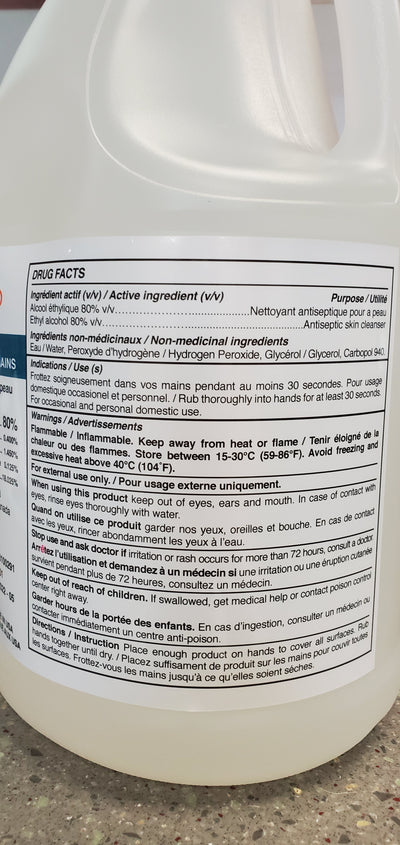 DRUG FACTS
Ingrédient actif (v/v) / Active ingredient (v/v) Purpose / Utilité
Alcool éthylique 80% v/v......Nettoyant antiseptique pour a peau
Ethyl alcohol 80% v/v......Antiseptic skin cleanser
Ingrédients non-médicinaux / Non-medicinal ingredients
Eau / Water, Peroxyde d'hydrogène / Hydrogen Peroxide, Glycérol / Glycerol, Carbopol 940.
Indications / Use (s)
Frottez soigneusement dans vos mains pendant au moins 30 secondes. Pour usage
domestique occasionel et personnel. / Rub thoroughly into hands for at least 30 seconds.
For occasional and personal domestic use.
Warnings / Advertissements
Flammable / Inflammable. Keep away from heat or flame / Tenir éloigné de la
chaleur ou des flammes. Store between 15-30°C (59-86°F). Avoid freezing and
excessive heat above 40°C (104°F).
For external use only. / Pour usage externe uniquement.
When using this product keep out of eyes, ears and mouth. In case of contact with
eyes, rinse eyes thoroughly with water.
Quand on utilise ce produit garder nos yeux, oreilles et bouche. En cas de contact
avec les yeux, rincer abondamment les yeux à l'eau.
Stop use and ask doctor if irritation or rash occurs for more than 72 hours, consult a doctor.
Arrêtez l'utilisation et demandez à un médecin si une irritation ou une éruption cutanée
survient pendant plus de 72 heures, consultez un médecin.
Keep out of reach of children. If swallowed, get medical help or contact poison control
center right away.
Garder hours de la portée des enfants. En cas d'ingestion, consulter un médecin ou
contacter immédiatement un centre anti-poison.
Directions / Instruction Place enough product on hands to cover all surfaces. Rub
hands together until dry. / Placez suffisament de produit sur les mains pour couvrir toutes
les surfaces. Frottez-vous les mains jusqu'à ce qu'elles soient sèches.
AINS
peau
80%
nada
USA